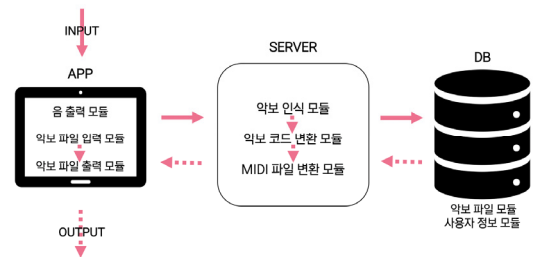 INPUT
APP
음 출력 모듈
악보 파일 입력 모듈
악보 파일 출력 모듈
OUTPUT
SERVER
악보 인식 모듈
악보 코드 변환 모듈
MIDI 파일 변환 모듈
DB
악보 파일 모듈
사용자 정보 모듈